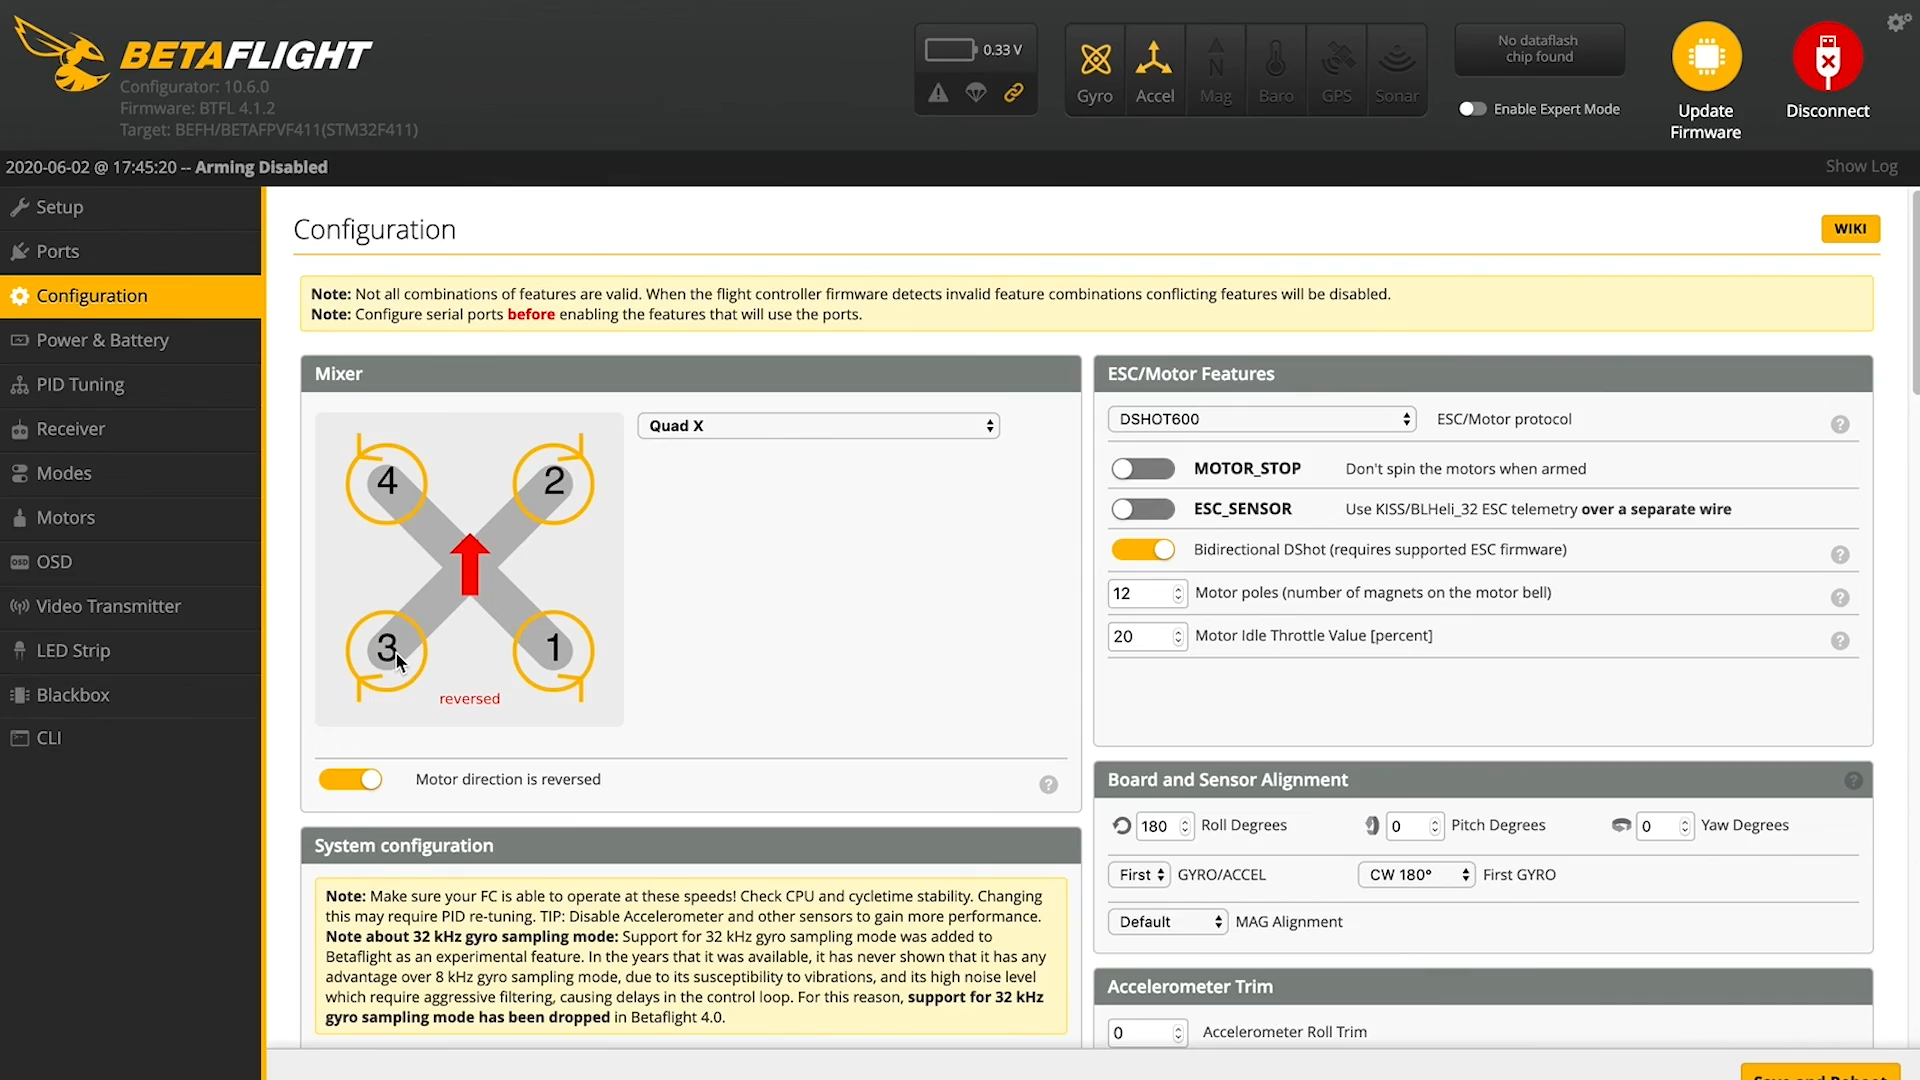 BETAFLIGHT
Configurator: 10.6.0
Firmware: BTFL 4.1.2
Target: BEFH/BETAFPVF411(STM32F411)
0.33 V
Gyro
Accel
Mag
Baro
GPS
Sonar
No dataflash
chip found
Enable Expert Mode
Update
Firmware
Disconnect
2020-06-02 @ 17:45:20 -- Arming Disabled
Show Log
Setup
Ports
Configuration
Power & Battery
PID Tuning
Receiver
Modes
Motors
OSD
Video Transmitter
LED Strip
Blackbox
CLI
Configuration
WIKI
Note: Not all combinations of features are valid. When the flight controller firmware detects invalid feature combinations conflicting features will be disabled.
Note: Configure serial ports before enabling the features that will use the ports.
Mixer
Quad X
4
2
3
1
reversed
Motor direction is reversed
?
System configuration
Note: Make sure your FC is able to operate at these speeds! Check CPU and cycletime stability. Changing
this may require PID re-tuning. TIP: Disable Accelerometer and other sensors to gain more performance.
Note about 32 kHz gyro sampling mode: Support for 32 kHz gyro sampling mode was added to
Betaflight as an experimental feature. In the years that it was available, it has never shown that it has any
advantage over 8 kHz gyro sampling mode, due to its susceptibility to vibrations, and its high noise level
which require aggressive filtering, causing delays in the control loop. For this reason, support for 32 kHz
gyro sampling mode has been dropped in Betaflight 4.0.
ESC/Motor Features
DSHOT600 ESC/Motor protocol ?
MOTOR_STOP Don't spin the motors when armed
ESC_SENSOR Use KISS/BLHeli_32 ESC telemetry over a separate wire
Bidirectional DShot (requires supported ESC firmware) ?
12 Motor poles (number of magnets on the motor bell) ?
20 Motor Idle Throttle Value [percent] ?
Board and Sensor Alignment ?
180 Roll Degrees 0 Pitch Degrees 0 Yaw Degrees
First GYRO/ACCEL CW 180° First GYRO
Default MAG Alignment
Accelerometer Trim
0 Accelerometer Roll Trim
Save and Reboot